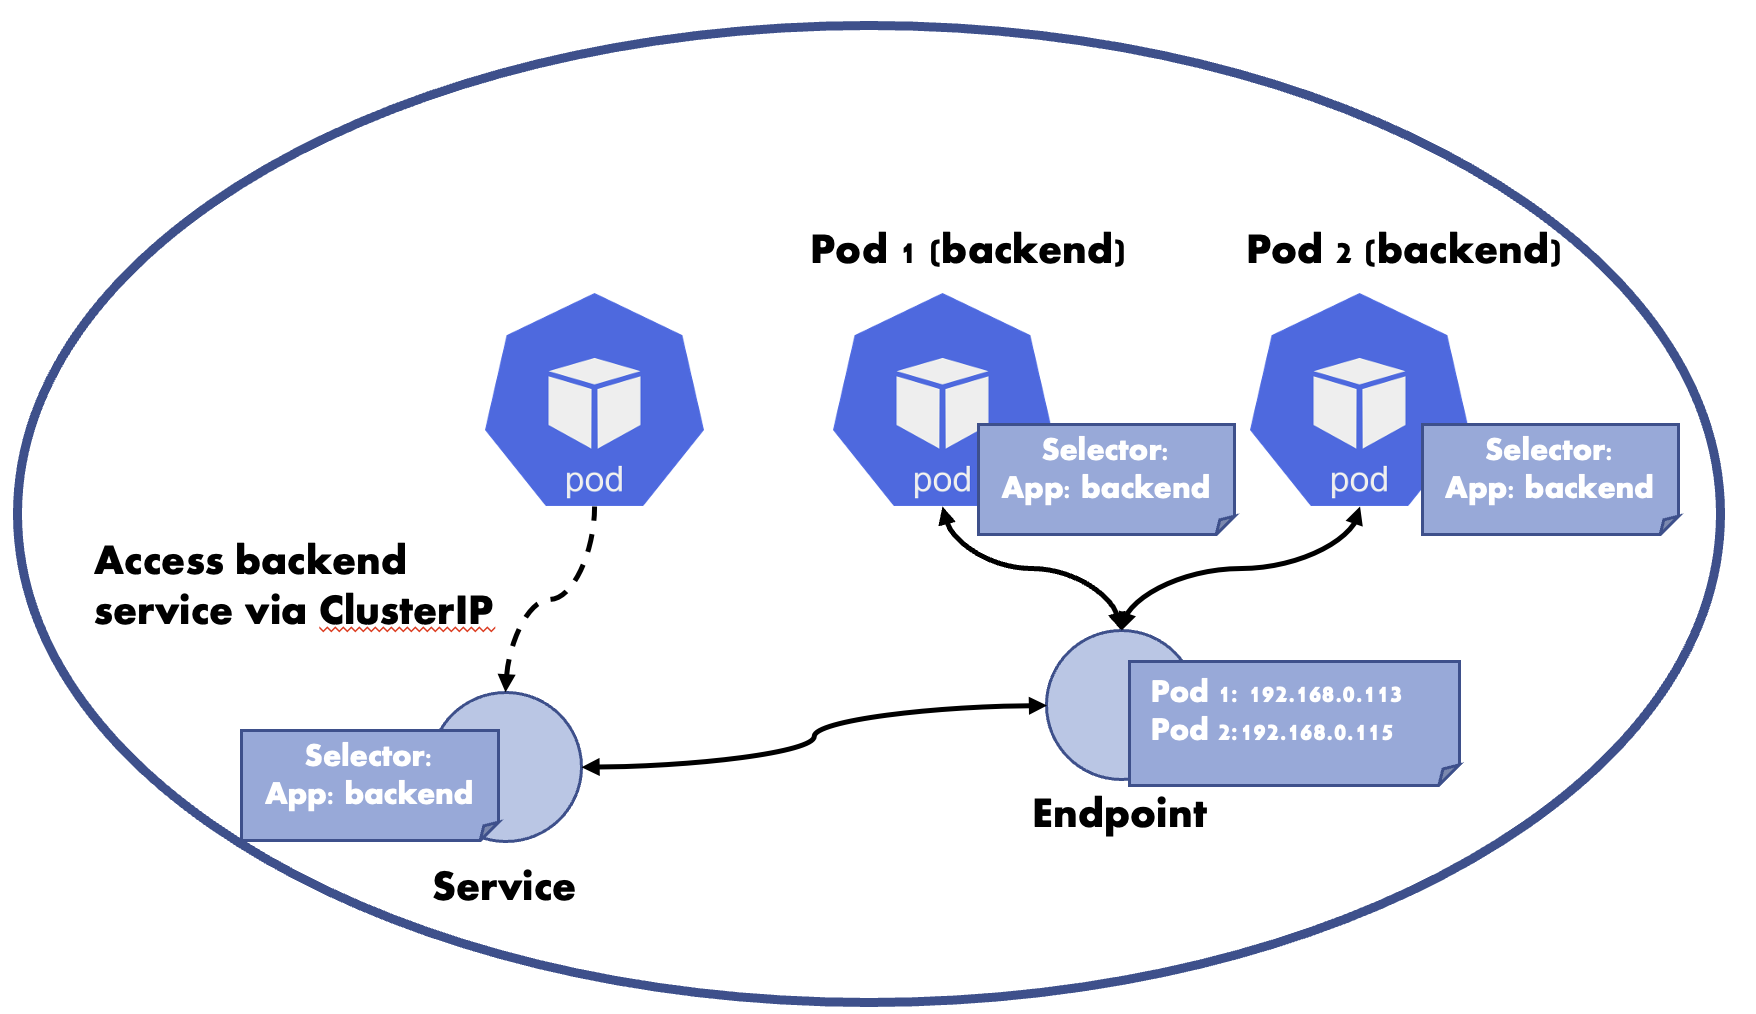 Pod 1 (backend)
Pod 2 (backend)
pod
pod
Selector:
App: backend
pod
Selector:
App: backend
Access backend
service via ClusterIP
Selector:
App: backend
Service
Pod 1: 192.168.0.113
Pod 2:192.168.0.115
Endpoint